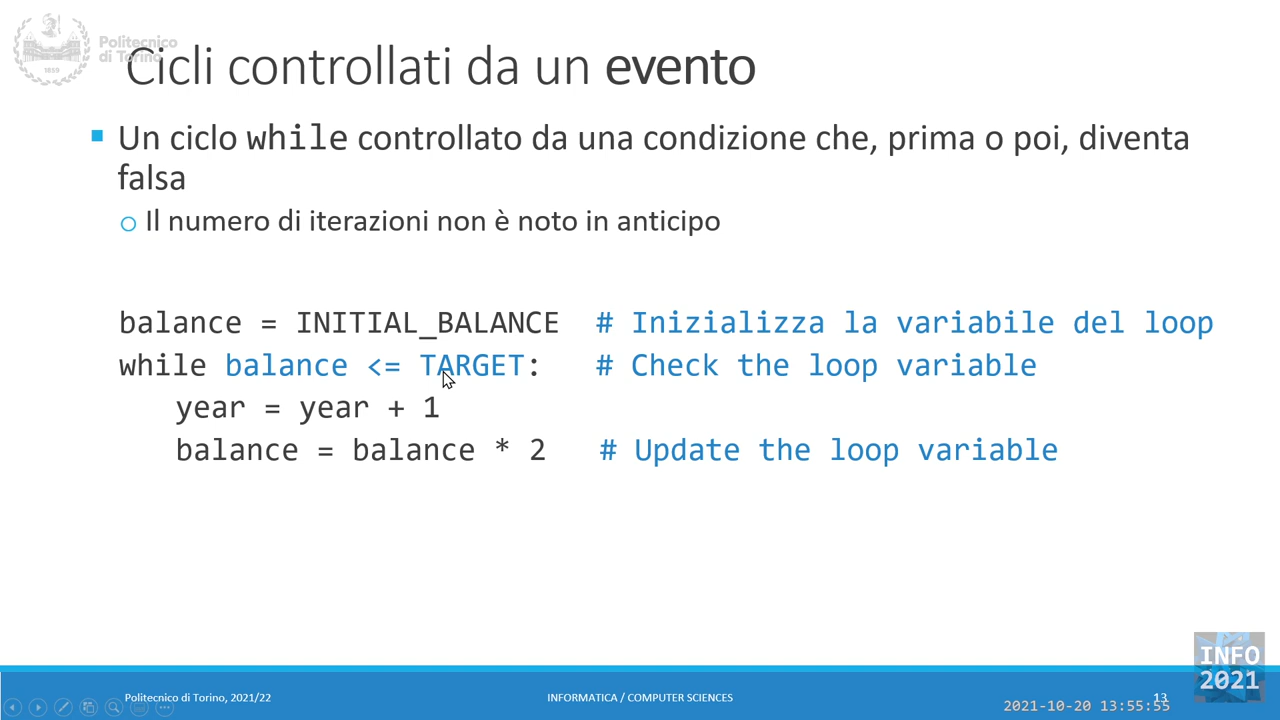 Politecnico
di Torino
1859
Cicli controllati da un evento
Un ciclo while controllato da una condizione che, prima o poi, diventa
falsa
Il numero di iterazioni non è noto in anticipo
balance = INITIAL_BALANCE # Inizializza la variabile del loop
while balance <= TARGET: # Check the loop variable
year = year + 1
balance = balance * 2 # Update the loop variable
INFO
2021
Politecnico di Torino, 2021/22
INFORMATICA / COMPUTER SCIENCES
13
2021-10-20 13:55:55